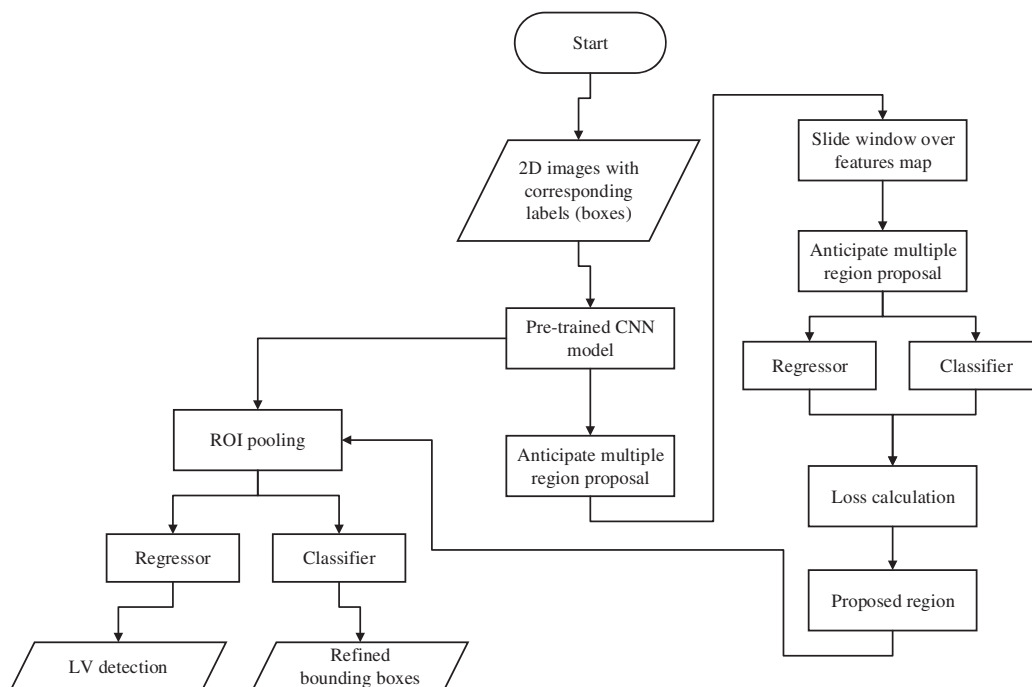 Start
2D images with
corresponding
labels (boxes)
Pre-trained CNN
model
Anticipate multiple
region proposal
Slide window over
features map
Anticipate multiple
region proposal
Regressor
Classifier
Loss calculation
Proposed region
ROI pooling
Regressor
Classifier
LV detection
Refined
bounding boxes